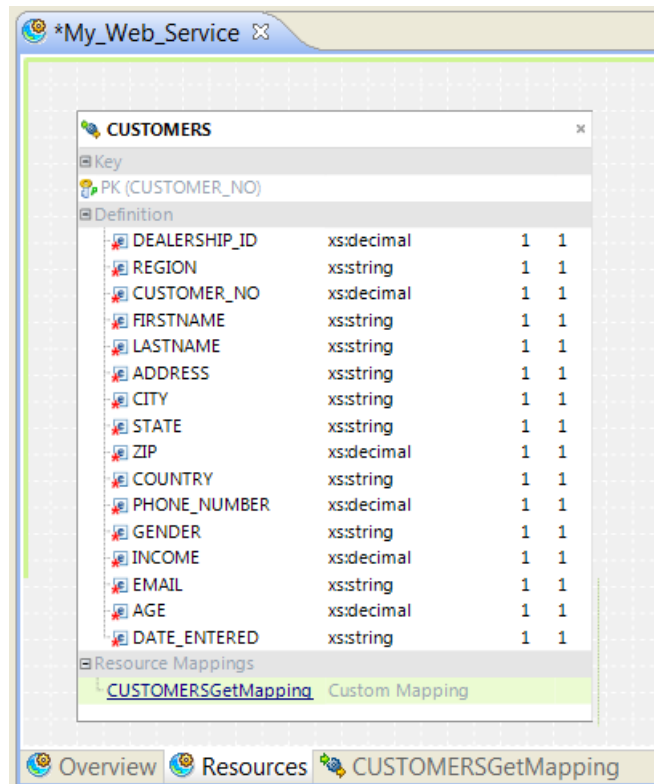 *My_Web_Service
CUSTOMERS
Key
PK (CUSTOMER_NO)
Definition
DEALERSHIP_ID xs:decimal 1 1
REGION xs:string 1 1
CUSTOMER_NO xs:decimal 1 1
FIRSTNAME xs:string 1 1
LASTNAME xs:string 1 1
ADDRESS xs:string 1 1
CITY xs:string 1 1
STATE xs:string 1 1
ZIP xs:decimal 1 1
COUNTRY xs:string 1 1
PHONE_NUMBER xs:decimal 1 1
GENDER xs:string 1 1
INCOME xs:decimal 1 1
EMAIL xs:string 1 1
AGE xs:decimal 1 1
DATE_ENTERED xs:string 1 1
Resource Mappings
CUSTOMERSGetMapping Custom Mapping
Overview Resources CUSTOMERSGetMapping